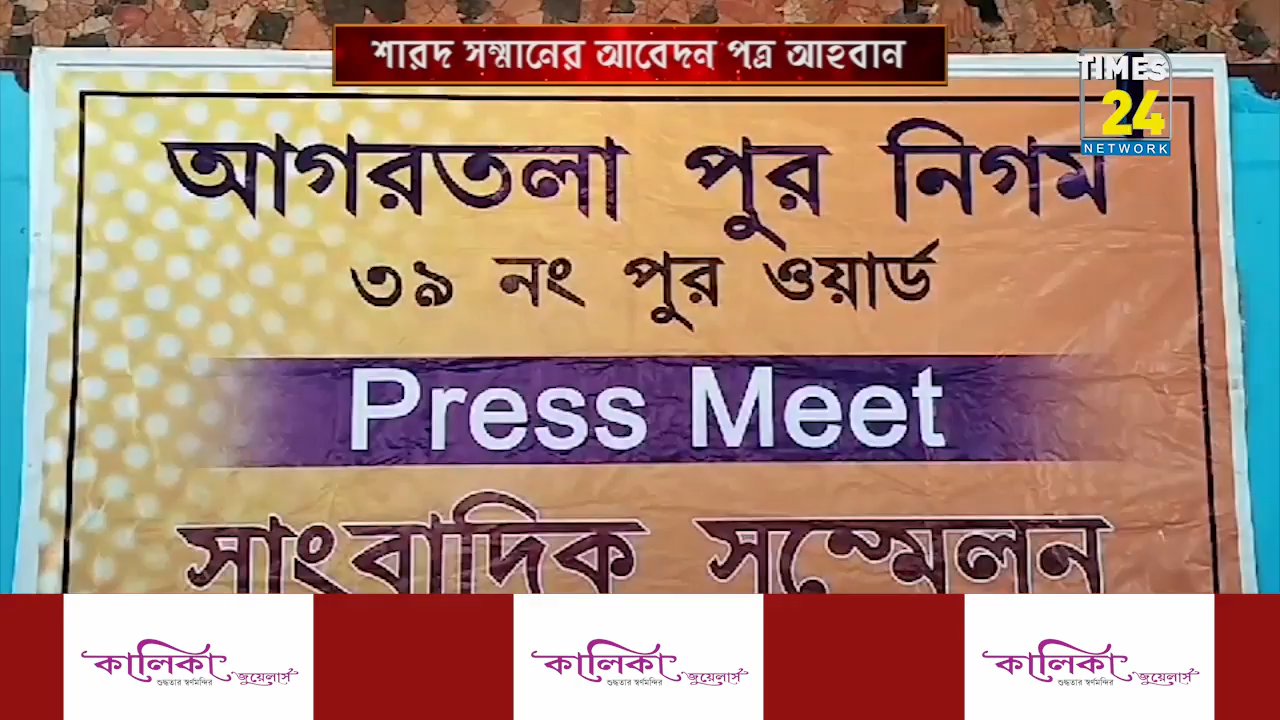 শারদ সম্মানের আবেদন পত্র আহবান
TIMES
24
NETWORK
আগরতলা পুর নিগম
৩৯ নং পুর ওয়ার্ড
Press Meet
সাংবাদিক সম্মেলন
কালিকা জুয়েলার্স
শুদ্ধতার স্বর্ণমন্দির
কালিকা জুয়েলার্স
শুদ্ধতার স্বর্ণমন্দির
কালিকা জুয়েলার্স
শুদ্ধতার স্বর্ণমন্দির